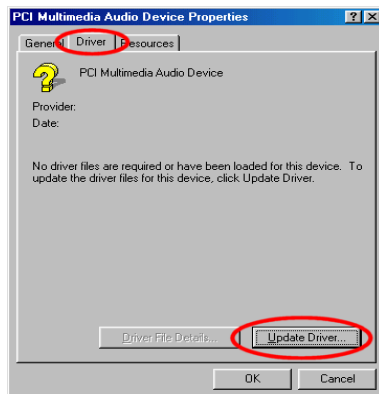 PCI Multimedia Audio Device Properties
General Driver Resources
PCI Multimedia Audio Device
Provider:
Date:
No driver files are required or have been loaded for this device. To
update the driver files for this device, click Update Driver.
Driver File Details...
Update Driver...
OK
Cancel